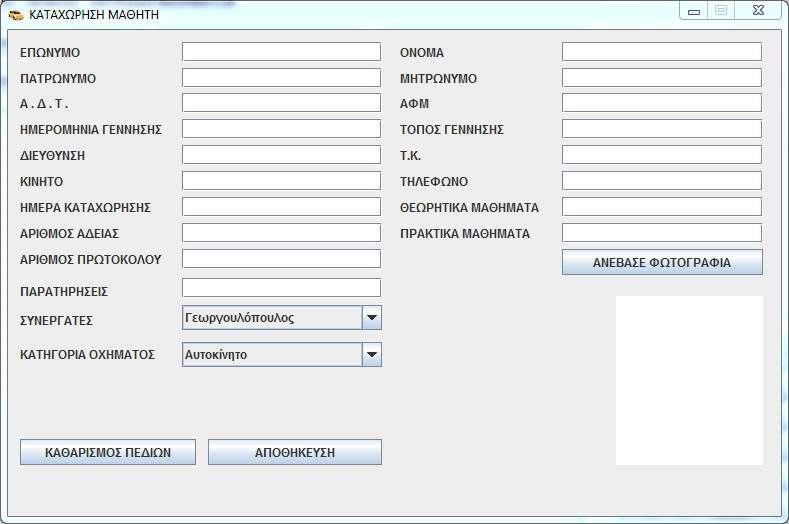 ΚΑΤΑΧΩΡΗΣΗ ΜΑΘΗΤΗ
ΕΠΩΝΥΜΟ ΟΝΟΜΑ
ΠΑΤΡΩΝΥΜΟ ΜΗΤΡΩΝΥΜΟ
Α . Δ . Τ . ΑΦΜ
ΗΜΕΡΟΜΗΝΙΑ ΓΕΝΝΗΣΗΣ ΤΟΠΟΣ ΓΕΝΝΗΣΗΣ
ΔΙΕΥΘΥΝΣΗ Τ.Κ.
ΚΙΝΗΤΟ ΤΗΛΕΦΩΝΟ
ΗΜΕΡΑ ΚΑΤΑΧΩΡΗΣΗΣ ΘΕΩΡΗΤΙΚΑ ΜΑΘΗΜΑΤΑ
ΑΡΙΘΜΟΣ ΑΔΕΙΑΣ ΠΡΑΚΤΙΚΑ ΜΑΘΗΜΑΤΑ
ΑΡΙΘΜΟΣ ΠΡΩΤΟΚΟΛΟΥ ΑΝΕΒΑΣΕ ΦΩΤΟΓΡΑΦΙΑ
ΠΑΡΑΤΗΡΗΣΕΙΣ
ΣΥΝΕΡΓΑΤΕΣ Γεωργουλόπουλος
ΚΑΤΗΓΟΡΙΑ ΟΧΗΜΑΤΟΣ Αυτοκίνητο
ΚΑΘΑΡΙΣΜΟΣ ΠΕΔΙΩΝ ΑΠΟΘΗΚΕΥΣΗ